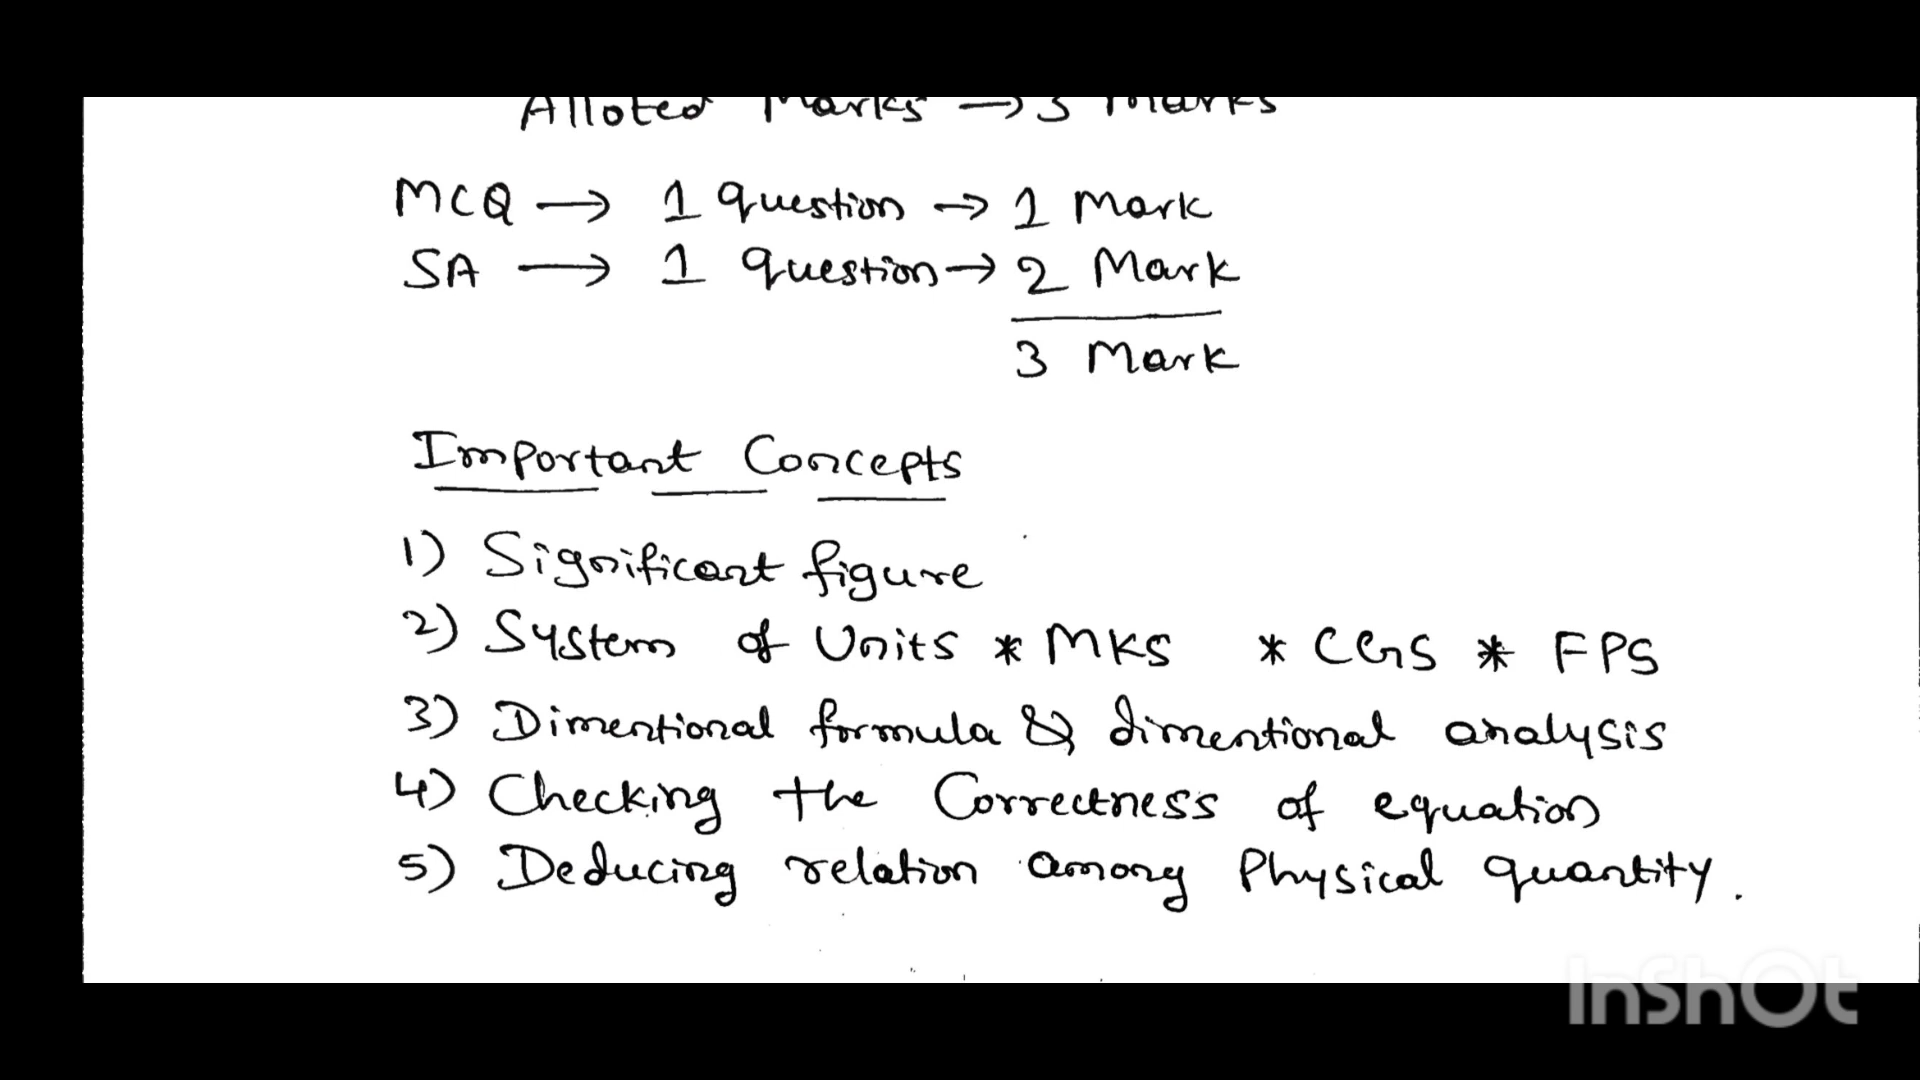 Alloted Marks → 3 Marks
MCQ → 1 question → 1 Mark
SA → 1 question → 2 Mark
3 Mark
Important Concepts
1) Significant figure
2) System of Units * MKS * CGS * FPS
3) Dimentional formula & dimentional analysis
4) Checking the Correctness of equation
5) Deducing relation among Physical quantity.
InShOt